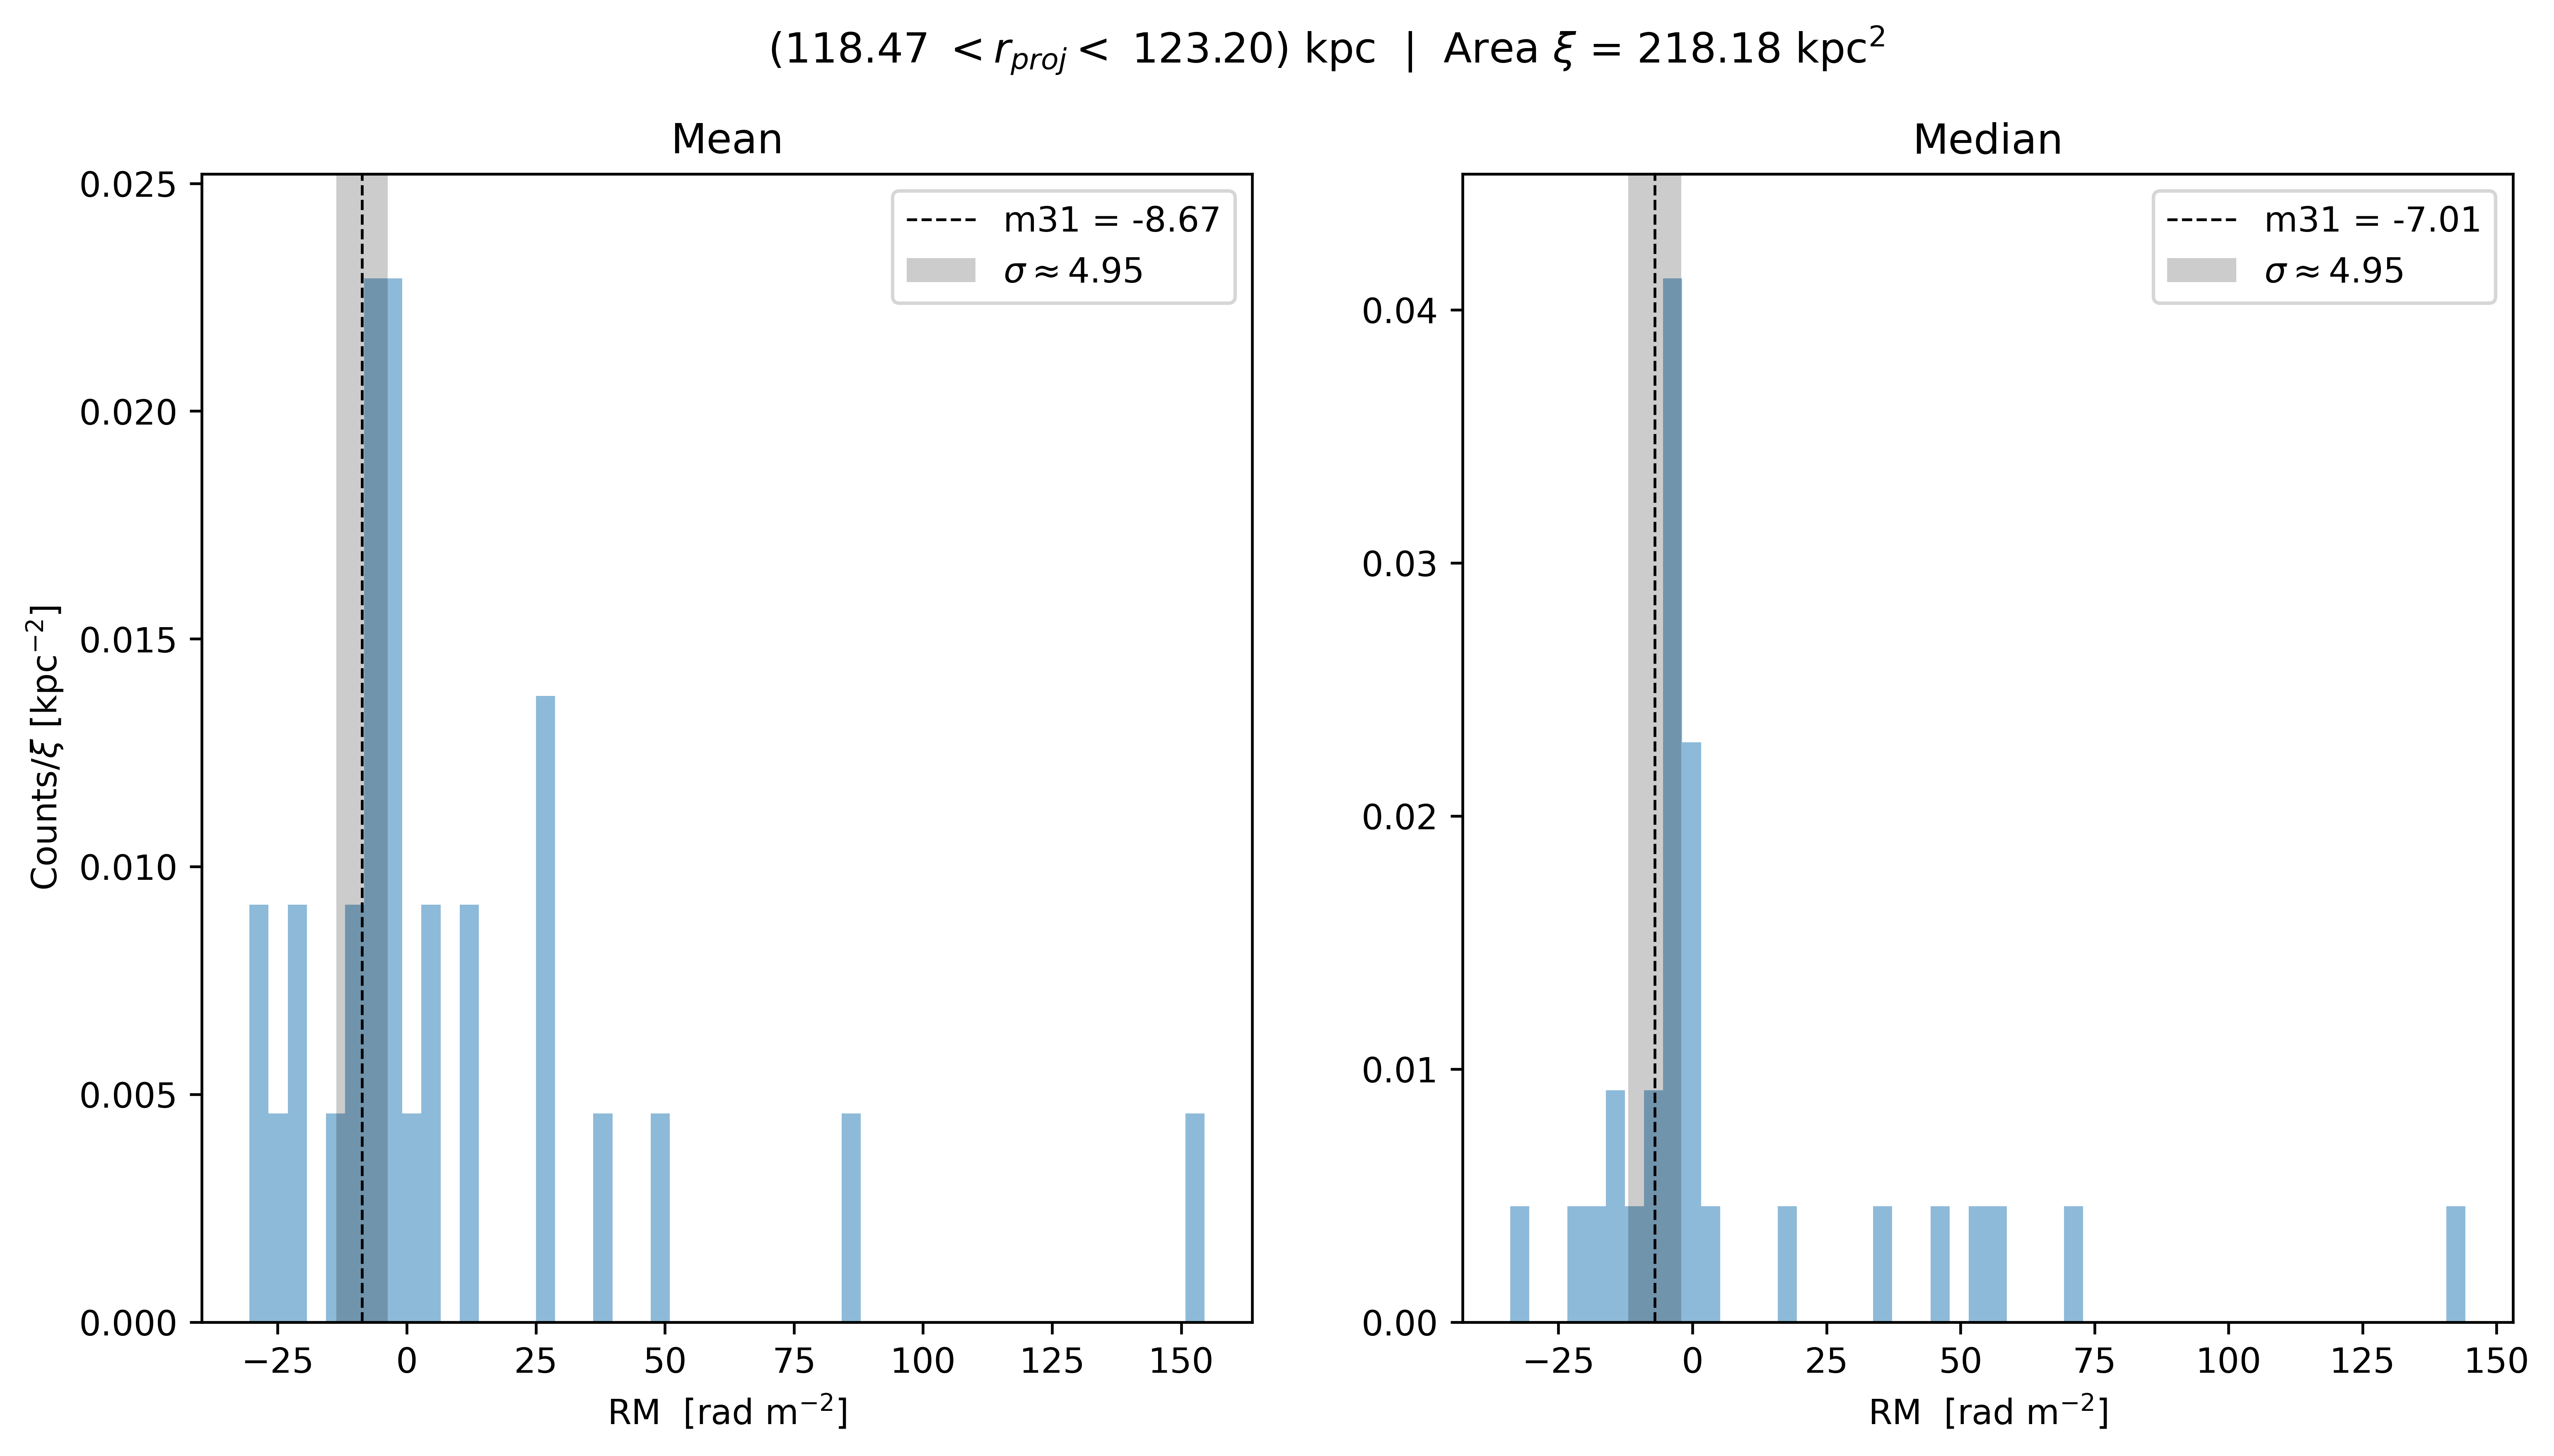 (118.47 < r_proj < 123.20) kpc | Area ξ = 218.18 kpc²
Mean
0.025
0.020
0.015
0.010
0.005
0.000
Counts/ξ [kpc⁻²]
m31 = -8.67
σ ≈ 4.95
−25 0 25 50 75 100 125 150
RM [rad m⁻²]
Median
0.04
0.03
0.02
0.01
0.00
m31 = -7.01
σ ≈ 4.95
−25 0 25 50 75 100 125 150
RM [rad m⁻²]